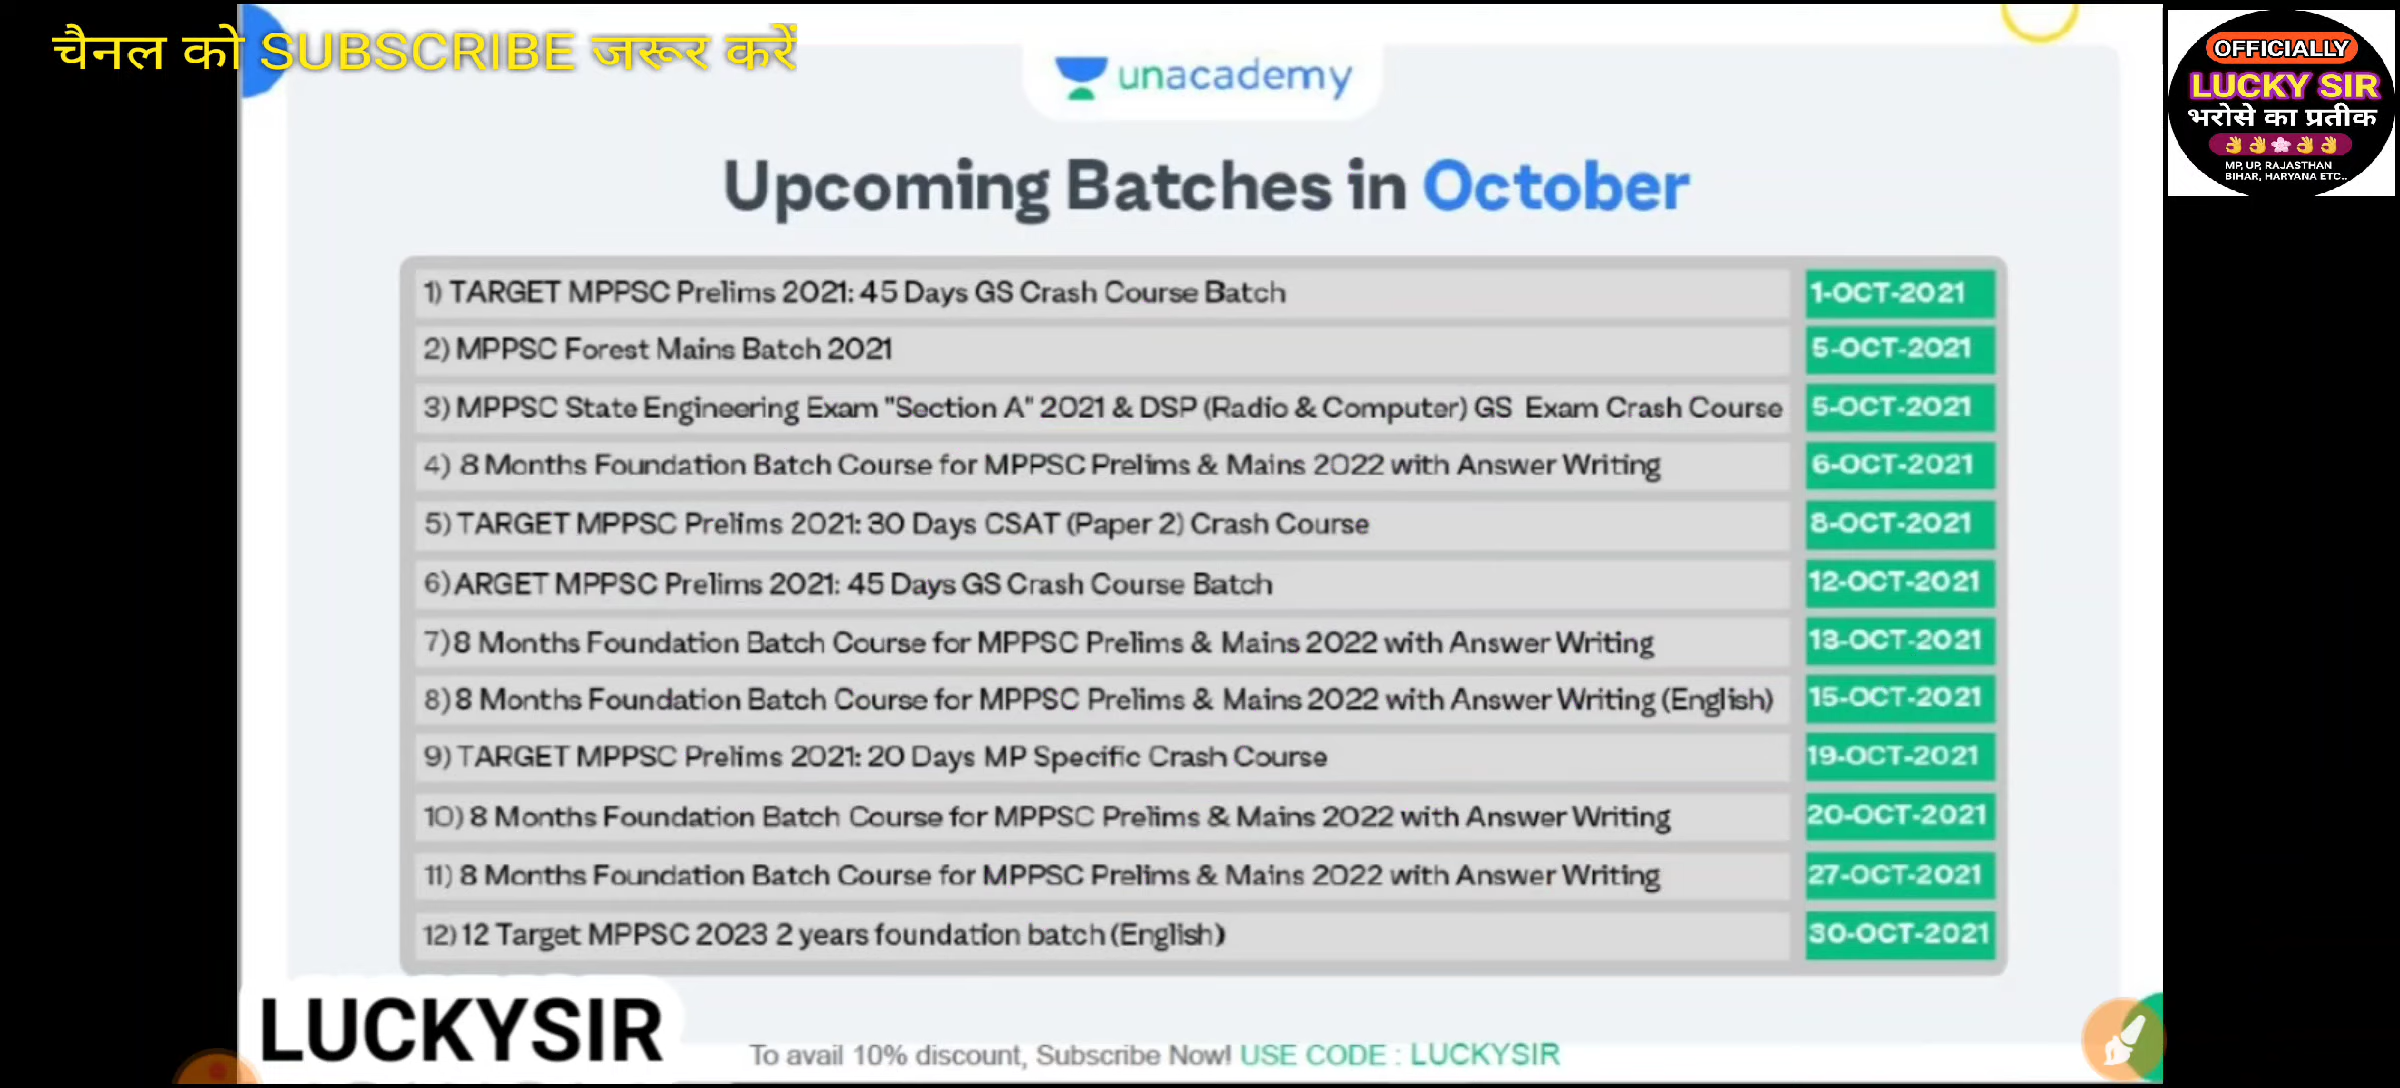 चैनल को SUBSCRIBE जरूर करें
unacademy
OFFICIALLY
LUCKY SIR
भरोसे का प्रतीक
MP, UP, RAJASTHAN
BIHAR, HARYANA ETC..
Upcoming Batches in October
1) TARGET MPPSC Prelims 2021: 45 Days GS Crash Course Batch 1-OCT-2021
2) MPPSC Forest Mains Batch 2021 5-OCT-2021
3) MPPSC State Engineering Exam "Section A" 2021 & DSP (Radio & Computer) GS Exam Crash Course 5-OCT-2021
4) 8 Months Foundation Batch Course for MPPSC Prelims & Mains 2022 with Answer Writing 6-OCT-2021
5) TARGET MPPSC Prelims 2021: 30 Days CSAT (Paper 2) Crash Course 8-OCT-2021
6) ARGET MPPSC Prelims 2021: 45 Days GS Crash Course Batch 12-OCT-2021
7) 8 Months Foundation Batch Course for MPPSC Prelims & Mains 2022 with Answer Writing 13-OCT-2021
8) 8 Months Foundation Batch Course for MPPSC Prelims & Mains 2022 with Answer Writing (English) 15-OCT-2021
9) TARGET MPPSC Prelims 2021: 20 Days MP Specific Crash Course 19-OCT-2021
10) 8 Months Foundation Batch Course for MPPSC Prelims & Mains 2022 with Answer Writing 20-OCT-2021
11) 8 Months Foundation Batch Course for MPPSC Prelims & Mains 2022 with Answer Writing 27-OCT-2021
12) 12 Target MPPSC 2023 2 years foundation batch (English) 30-OCT-2021
LUCKYSIR
To avail 10% discount, Subscribe Now! USE CODE : LUCKYSIR